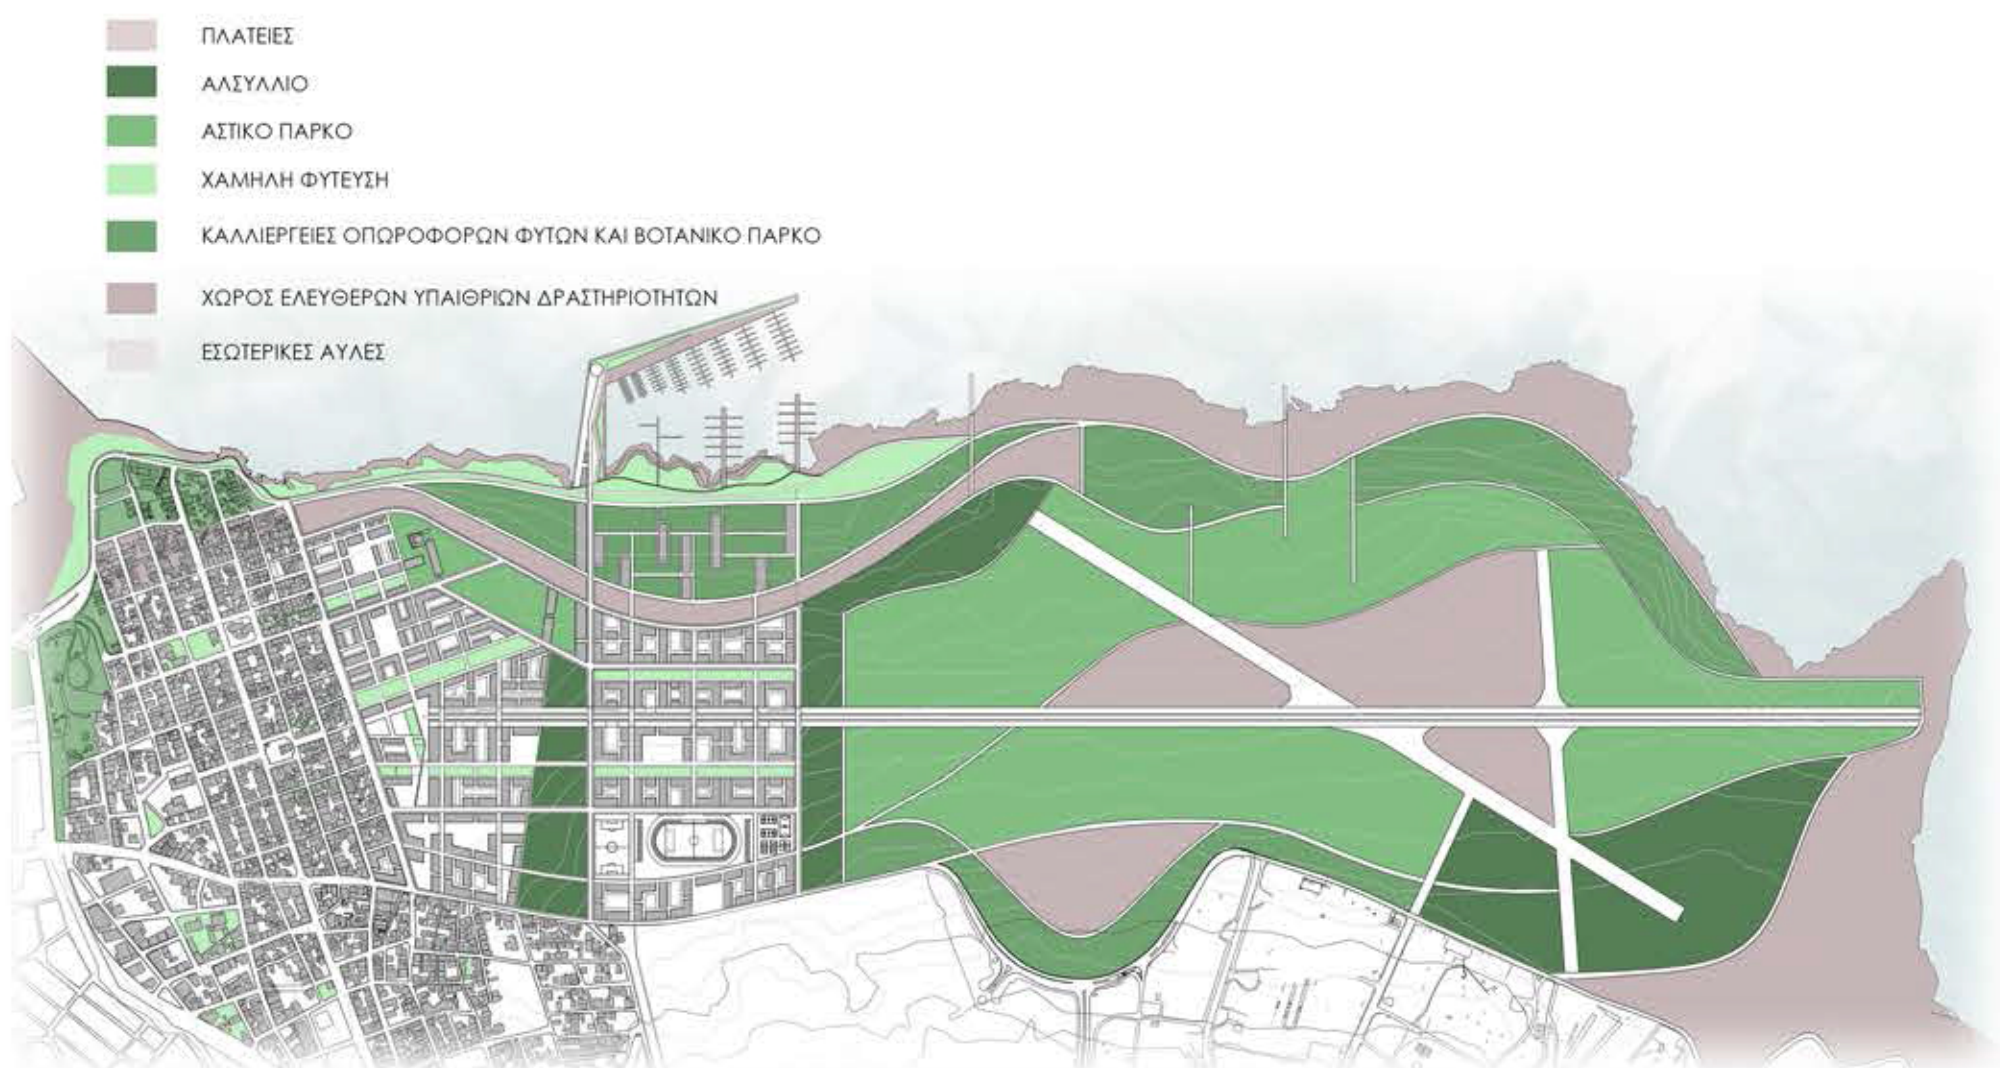 ΠΛΑΤΕΙΕΣ
ΑΛΣΥΛΛΙΟ
ΑΣΤΙΚΟ ΠΑΡΚΟ
ΧΑΜΗΛΗ ΦΥΤΕΥΣΗ
ΚΑΛΛΙΕΡΓΕΙΕΣ ΟΠΩΡΟΦΟΡΩΝ ΦΥΤΩΝ ΚΑΙ ΒΟΤΑΝΙΚΟ ΠΑΡΚΟ
ΧΩΡΟΣ ΕΛΕΥΘΕΡΩΝ ΥΠΑΙΘΡΙΩΝ ΔΡΑΣΤΗΡΙΟΤΗΤΩΝ
ΕΣΩΤΕΡΙΚΕΣ ΑΥΛΕΣ